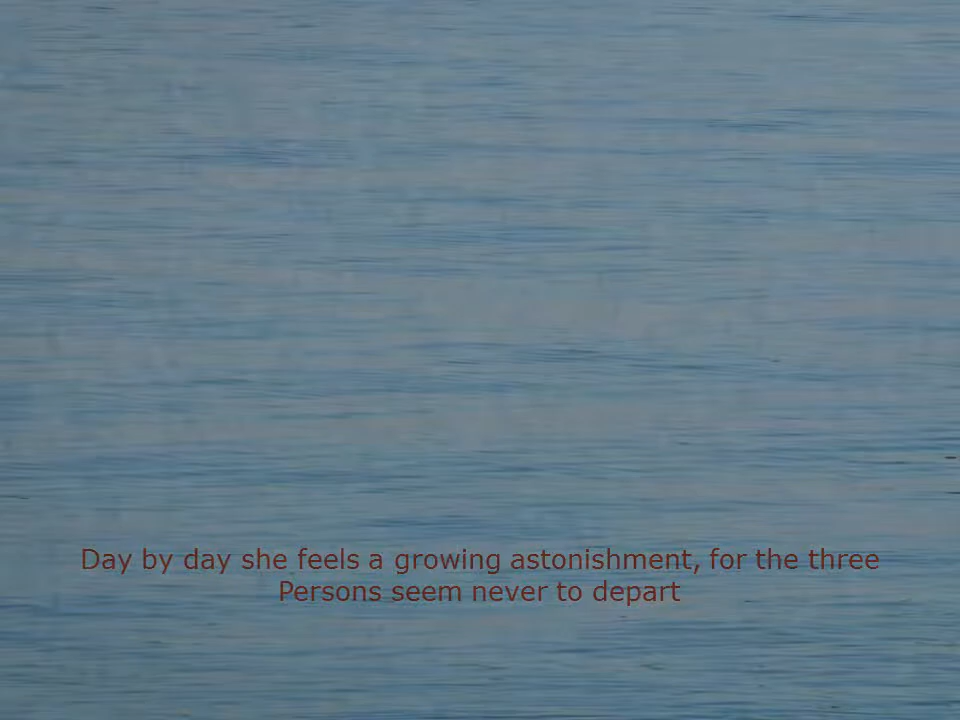 Day by day she feels a growing astonishment, for the three
Persons seem never to depart